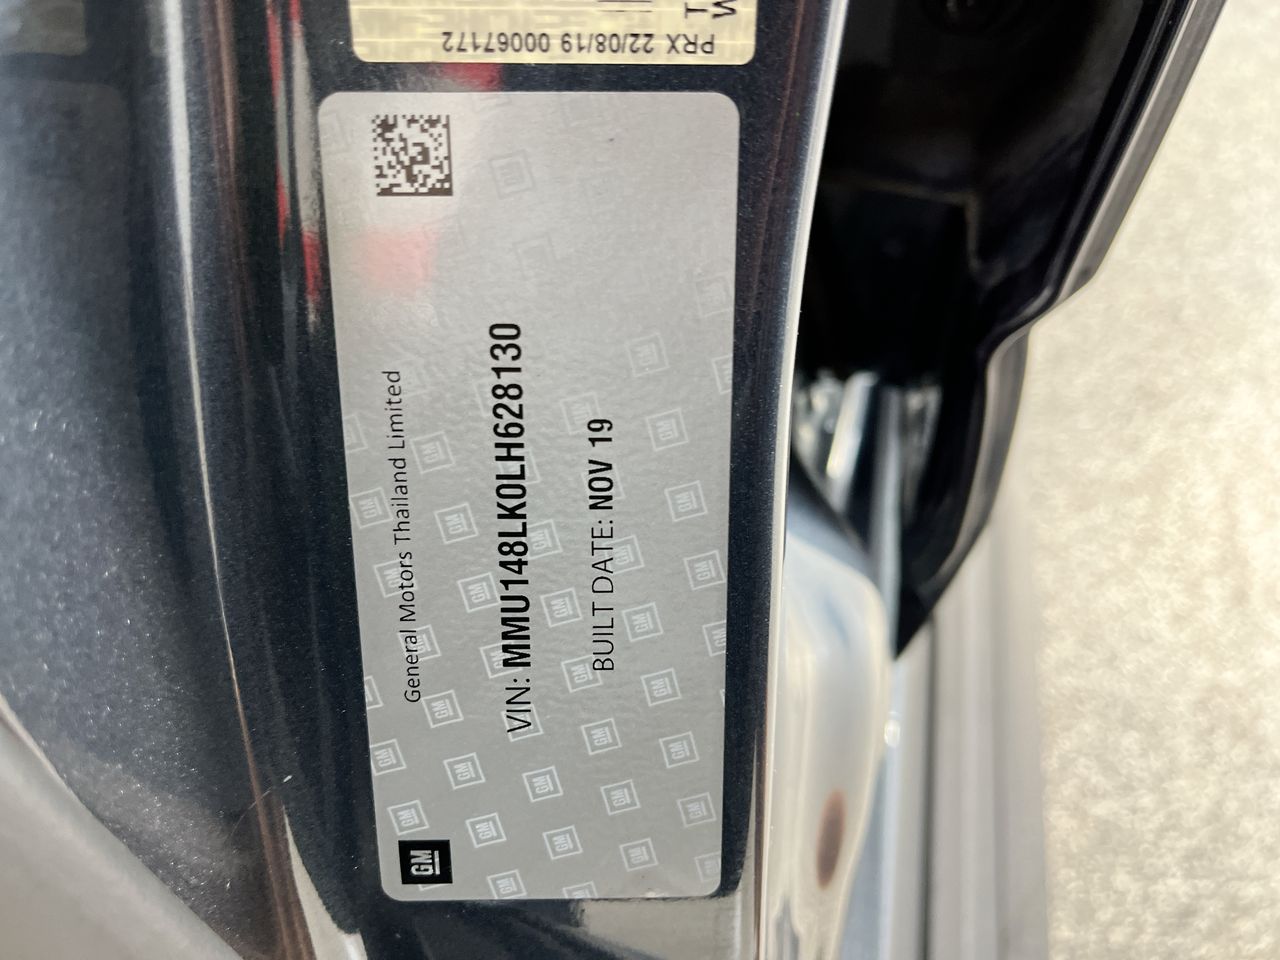 PRX 22/08/19 00067172
General Motors Thailand Limited
VIN: MMU148LK0LH628130
BUILT DATE: NOV 19
GM